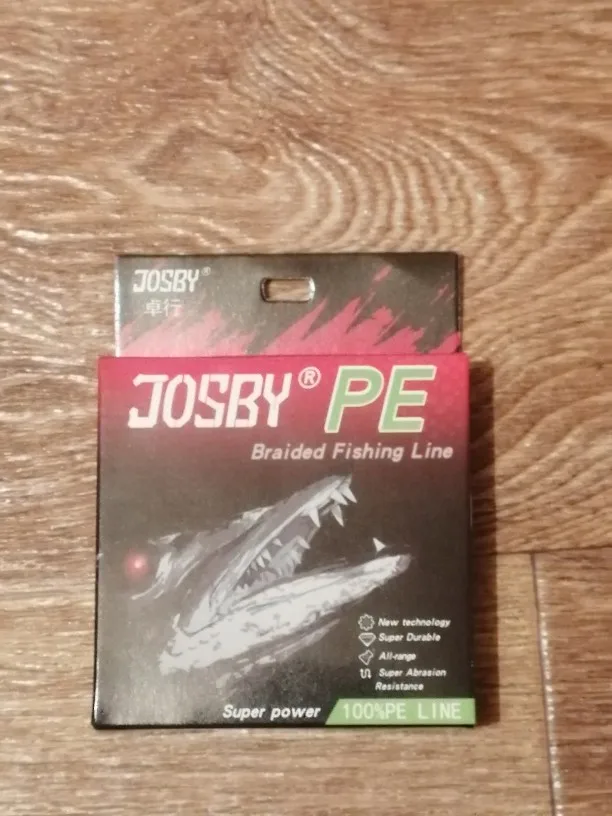 JOSBY®
卓行
JOSBY® PE
Braided Fishing Line
New technology
Super Durable
All-range
Super Abrasion
Resistance
Super power
100%PE LINE